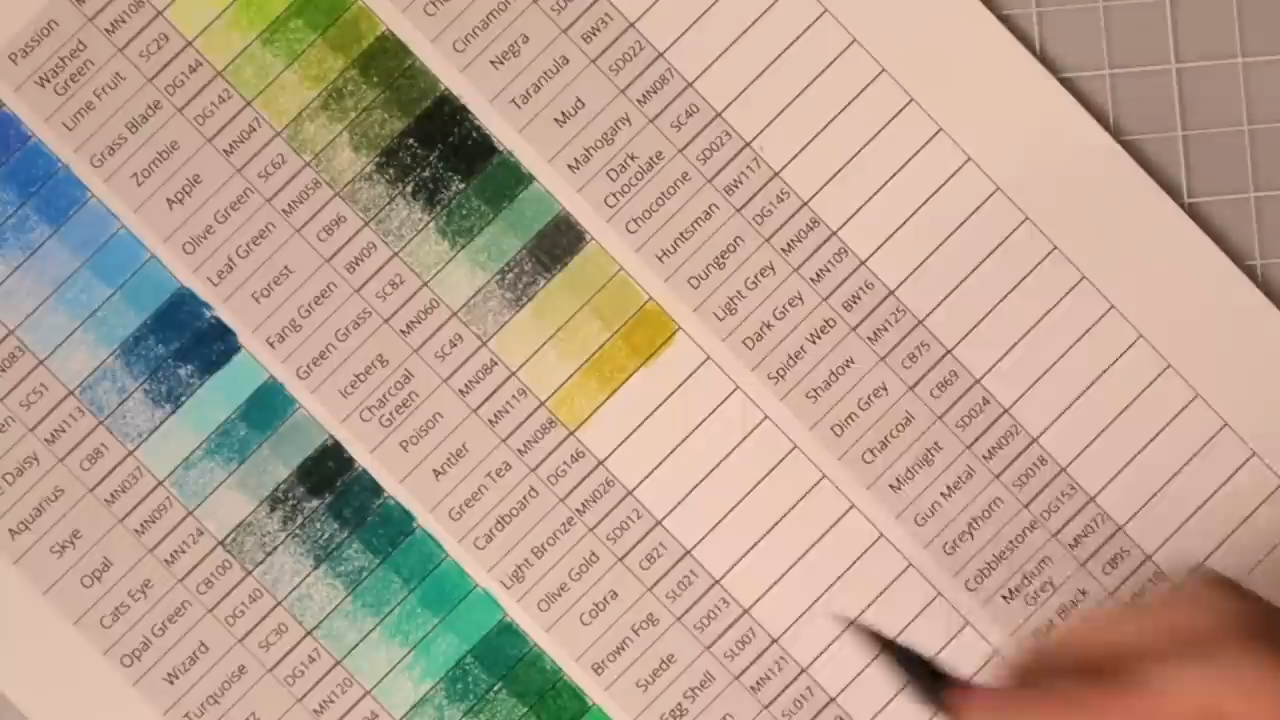 Passion
MN108
Washed
Green
SC29
Lime Fruit
DG144
Grass Blade
DG142
Zombie
MN047
Apple
SC62
Olive Green
MN058
Leaf Green
CB96
Forest
BW09
Fang Green
SC82
Green Grass
MN060
Iceberg
SC49
Charcoal
Green
MN084
Poison
MN119
Antler
MN088
Green Tea
DG146
Cardboard
MN026
Light Bronze
SD012
Olive Gold
CB21
Cobra
SL021
Brown Fog
SD013
Suede
SL007
Egg Shell
MN121
SL017
Cinnamon
BW31
Negra
SD022
Tarantula
MN087
Mud
SC40
Mahogany
SD023
Dark
Chocolate
BW117
Chocotone
DG145
Huntsman
MN048
Dungeon
MN109
Light Grey
BW16
Dark Grey
MN125
Spider Web
CB75
Shadow
CB69
Dim Grey
SD024
Charcoal
MN092
Midnight
SD018
Gun Metal
DG153
Greythorn
MN072
Cobblestone
CB95
Medium
Grey
Black
SC51
MN113
Daisy
CB81
Aquarius
MN037
Skye
MN097
Opal
MN124
Cats Eye
CB100
Opal Green
DG140
Wizard
SC30
Turquoise
DG147
MN120